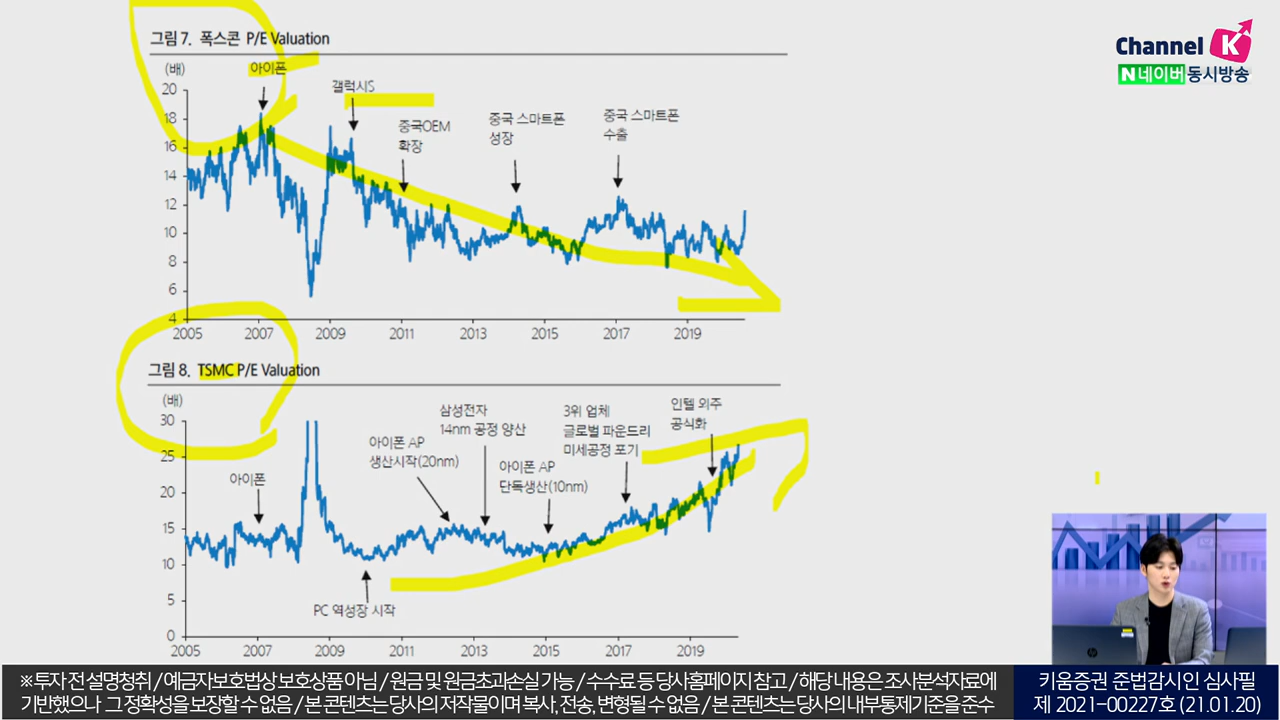 그림 7. 폭스콘 P/E Valuation
Channel K
N 네이버 동시방송
(배)
아이폰
갤럭시S
중국OEM
확장
중국 스마트폰
성장
중국 스마트폰
수출
20
18
16
14
12
10
8
6
4
2005 2007 2009 2011 2013 2015 2017 2019
그림 8. TSMC P/E Valuation
(배)
아이폰
PC 역성장 시작
아이폰 AP
생산시작(20nm)
삼성전자
14nm 공정 양산
아이폰 AP
단독생산(10nm)
3위 업체
글로벌 파운드리
미세공정 포기
인텔 외주
공식화
30
25
20
15
10
5
0
2005 2007 2009 2011 2013 2015 2017 2019
hp
※ 투자 전 설명청취 / 예금자보호법상 보호상품 아님 / 원금 및 원금초과손실 가능 / 수수료 등 당사홈페이지 참고 / 해당 내용은 조사분석자료에
기반했으나 그 정확성을 보장할 수 없음 / 본 콘텐츠는 당사의 저작물이며 복사, 전송, 변형될 수 없음 / 본 콘텐츠는 당사의 내부통제기준을 준수
키움증권 준법감시인 심사필
제 2021-00227호 (21.01.20)